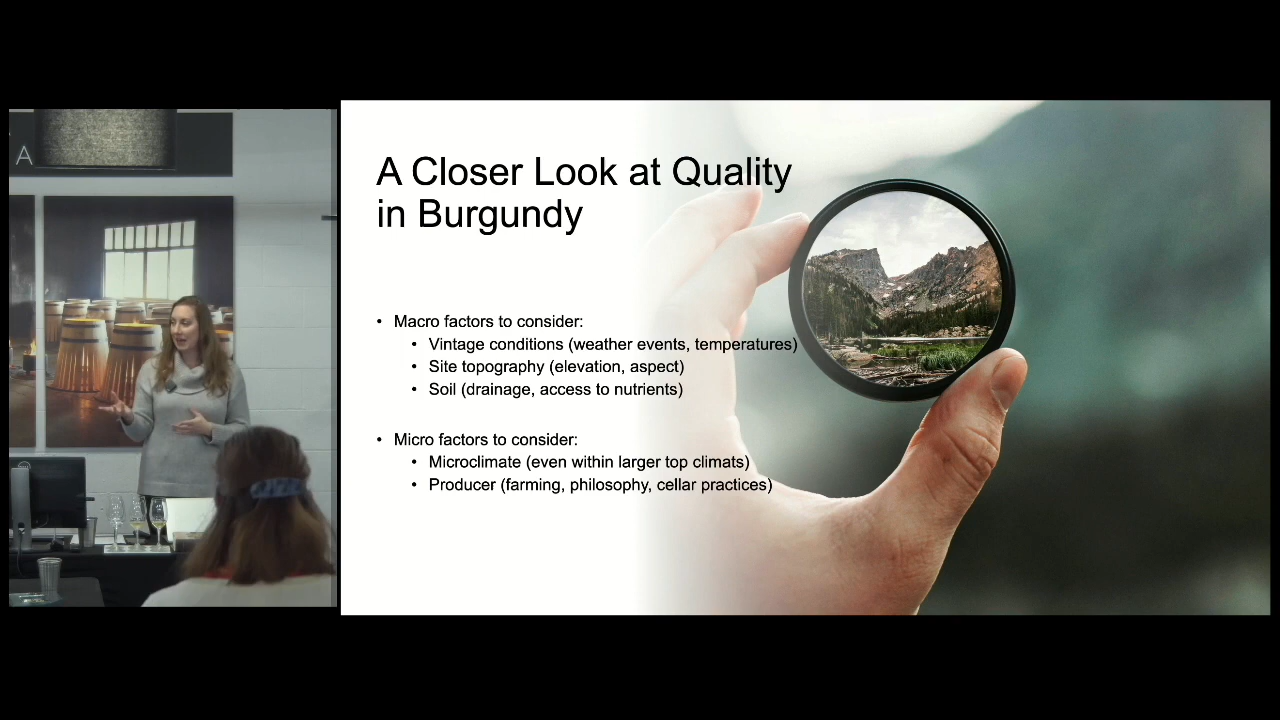 A
A Closer Look at Quality
in Burgundy
• Macro factors to consider:
• Vintage conditions (weather events, temperatures)
• Site topography (elevation, aspect)
• Soil (drainage, access to nutrients)
• Micro factors to consider:
• Microclimate (even within larger top climats)
• Producer (farming, philosophy, cellar practices)